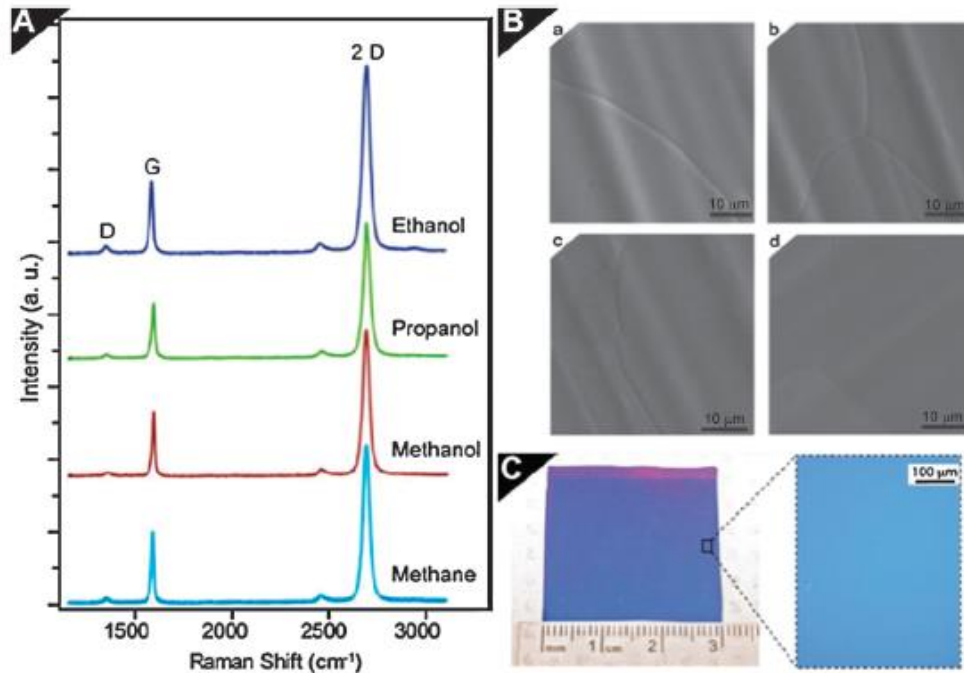 A
Intensity (a. u.)
D
G
2 D
Ethanol
Propanol
Methanol
Methane
1500 2000 2500 3000
Raman Shift (cm-1)
B
a
10 µm
b
10 µm
c
10 µm
d
10 µm
C
mm 1 cm 2 3
100 µm